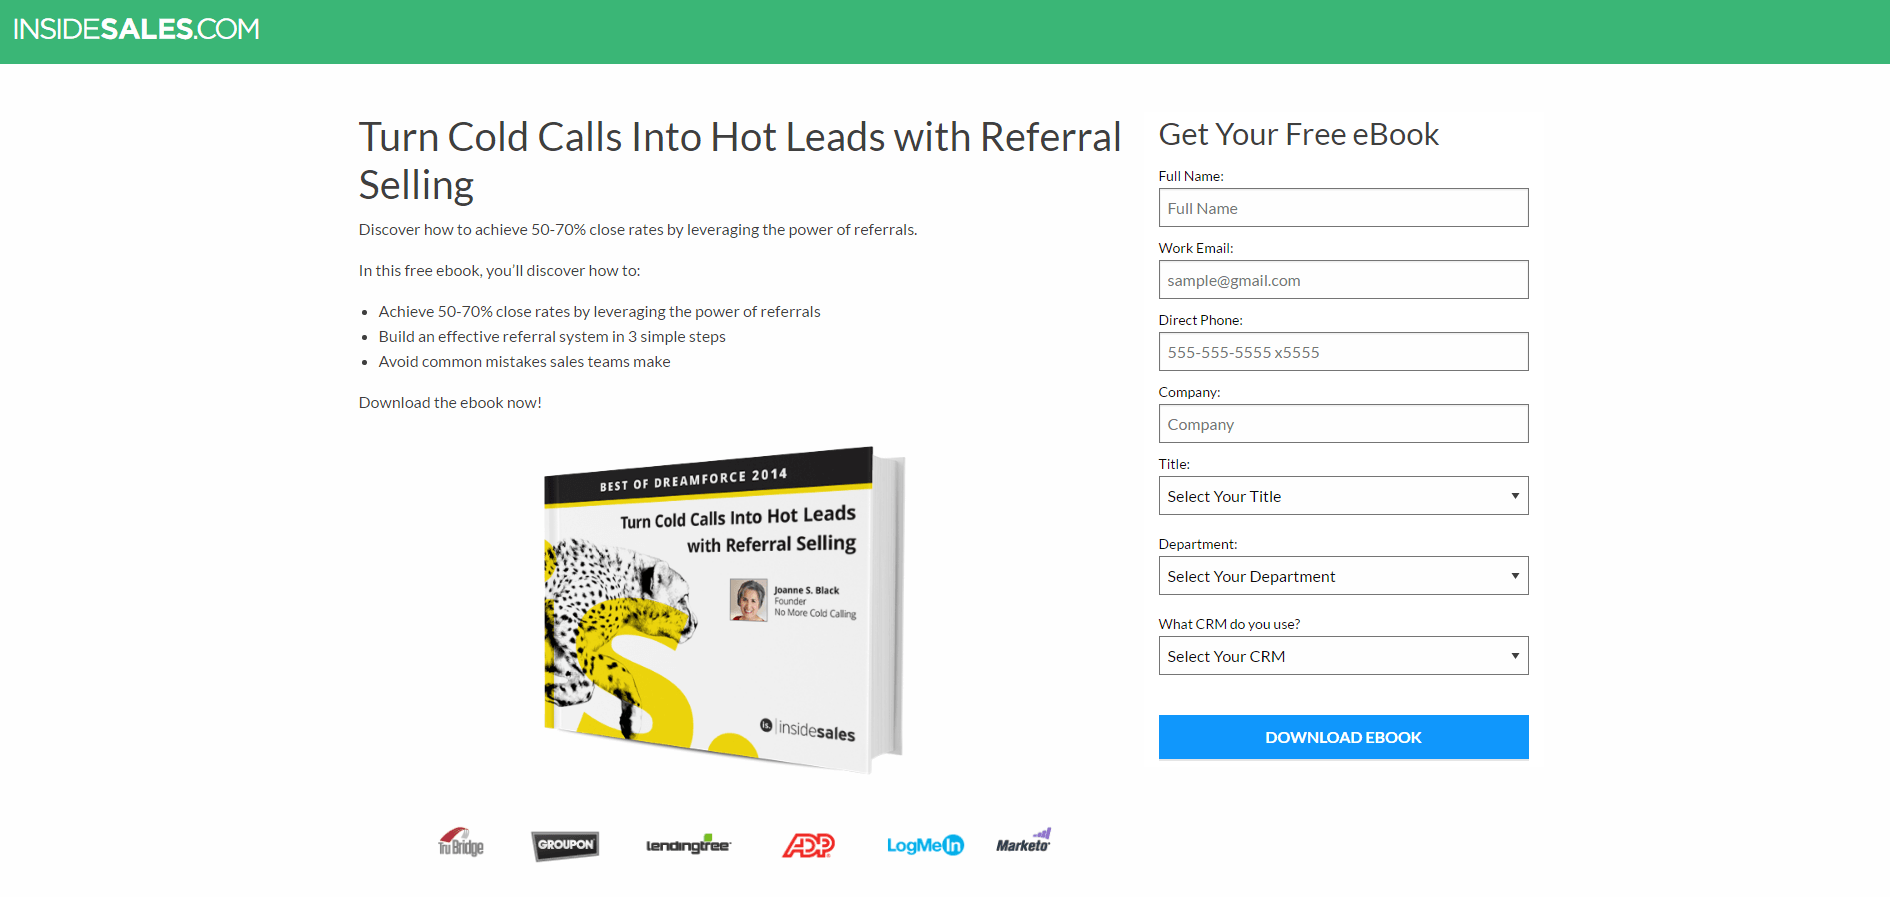 INSIDESALES.COM
Turn Cold Calls Into Hot Leads with Referral
Selling
Discover how to achieve 50-70% close rates by leveraging the power of referrals.
In this free ebook, you'll discover how to:
• Achieve 50-70% close rates by leveraging the power of referrals
• Build an effective referral system in 3 simple steps
• Avoid common mistakes sales teams make
Download the ebook now!
BEST OF DREAMFORCE 2014
Turn Cold Calls Into Hot Leads
with Referral Selling
Joanne S. Black
Founder
No More Cold Calling
S.
is. insidesales
TruBridge
GROUPON
lendingtree
ADP
LogMeIn
Marketo
Get Your Free eBook
Full Name:
Full Name
Work Email:
sample@gmail.com
Direct Phone:
555-555-5555 x5555
Company:
Company
Title:
Select Your Title
Department:
Select Your Department
What CRM do you use?
Select Your CRM
DOWNLOAD EBOOK